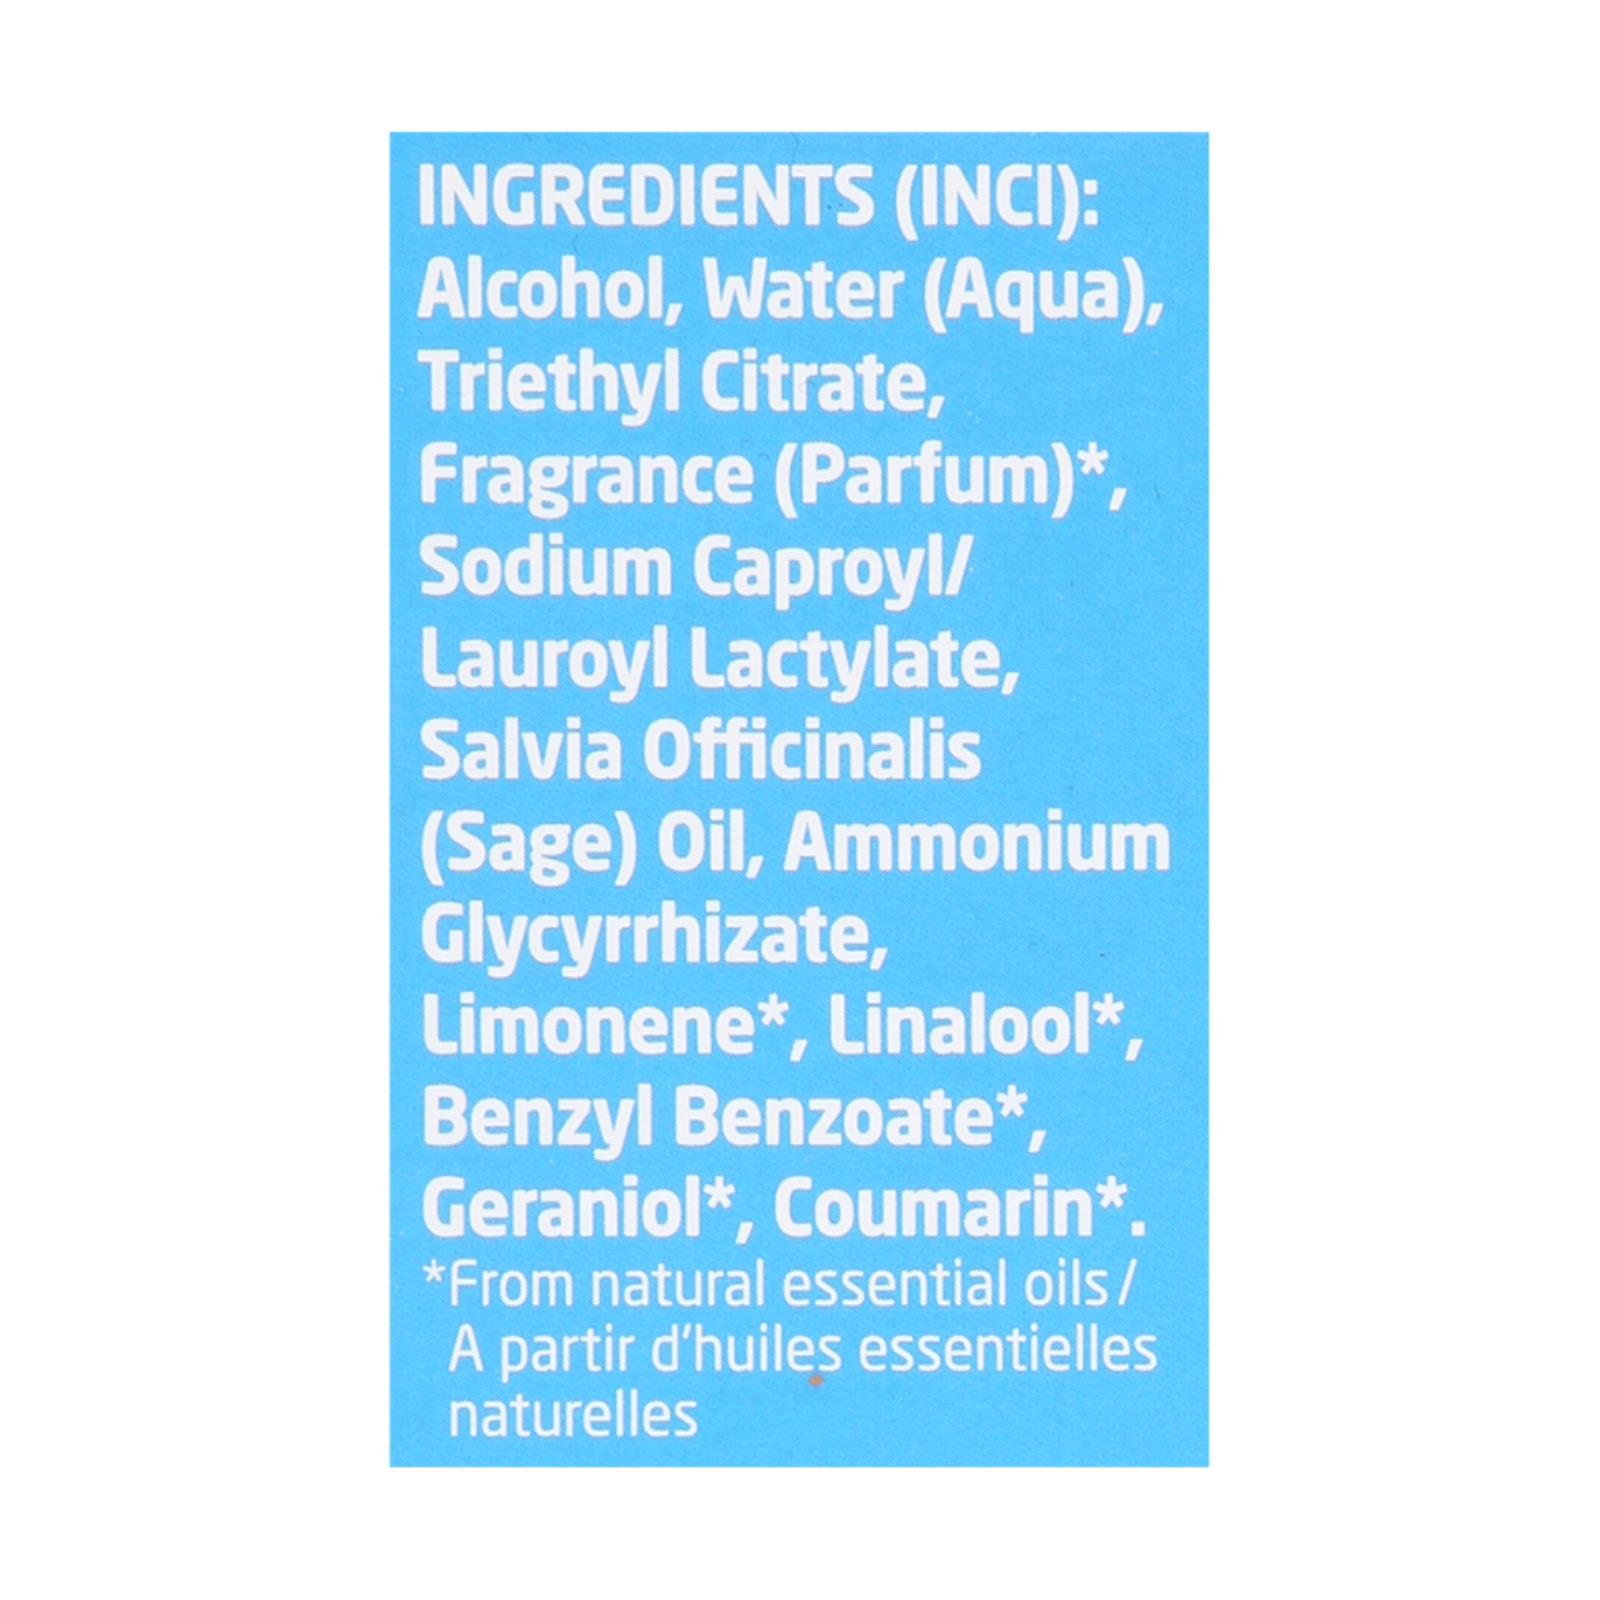 INGREDIENTS (INCI):
Alcohol, Water (Aqua),
Triethyl Citrate,
Fragrance (Parfum)*,
Sodium Caproyl/
Lauroyl Lactylate,
Salvia Officinalis
(Sage) Oil, Ammonium
Glycyrrhizate,
Limonene*, Linalool*,
Benzyl Benzoate*,
Geraniol*, Coumarin*.
*From natural essential oils/
A partir d'huiles essentielles
naturelles